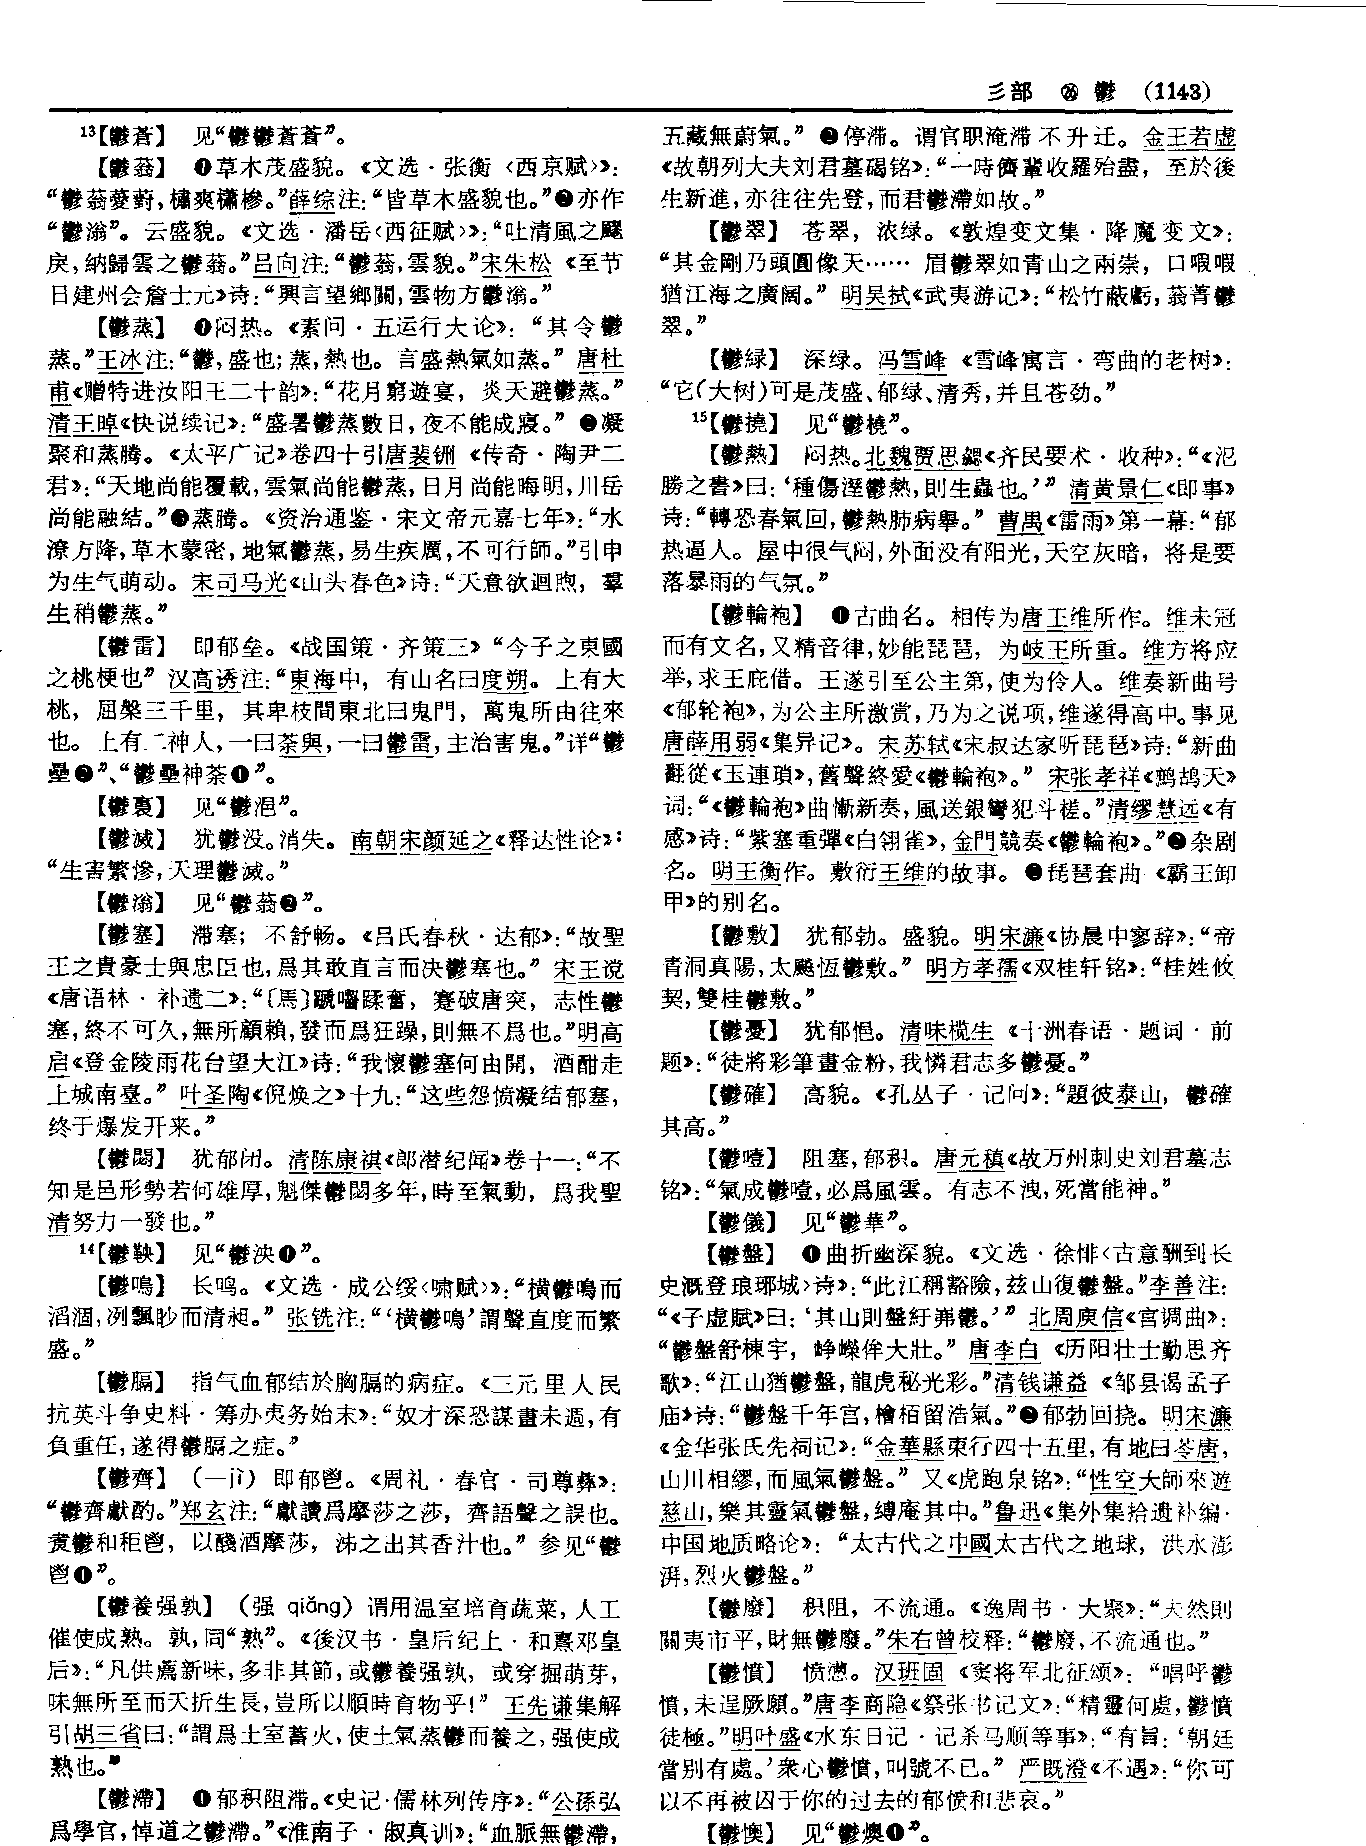 彡部 ㉖ 鬱 (1143)
13【鬱蒼】 见“鬱鬱蒼蒼”。
【鬱蓊】 ❶草木茂盛貌。《文选·张衡〈西京赋〉》：
“鬱蓊薆薱，橚爽櫹槮。”薛综注：“皆草木盛貌也。”❷亦作
“鬱滃”。云盛貌。《文选·潘岳〈西征赋〉》：“吐清風之飂
戾，納歸雲之鬱蓊。”吕向注：“鬱蓊，雲貌。”宋朱松《至节
日建州会詹士元》诗：“興言望鄉關，雲物方鬱滃。”
【鬱蒸】 ❶闷热。《素问·五运行大论》：“其令鬱
蒸。”王冰注：“鬱，盛也；蒸，熱也。言盛熱氣如蒸。”唐杜
甫《赠特进汝阳王二十韵》：“花月窮遊宴，炎天避鬱蒸。”
清王晫《快说续记》：“盛暑鬱蒸數日，夜不能成寢。”❷凝
聚和蒸腾。《太平广记》卷四十引唐裴铏《传奇·陶尹二
君》：“天地尚能覆載，雲氣尚能鬱蒸，日月尚能晦明，川岳
尚能融結。”❸蒸腾。《资治通鉴·宋文帝元嘉七年》：“水
潦方降，草木蒙密，地氣鬱蒸，易生疾癘，不可行師。”引申
为生气萌动。宋司马光《山头春色》诗：“天意欲迴煦，羣
生稍鬱蒸。”
【鬱雷】 即郁垒。《战国策·齐策三》“今子之東國
之桃梗也”汉高诱注：“東海中，有山名曰度朔。上有大
桃，屈槃三千里，其卑枝間東北曰鬼門，萬鬼所由往來
也。上有二神人，一曰荼與，一曰鬱雷，主治害鬼。”详“鬱
壘❷”、“鬱壘神荼❶”。
【鬱裛】 见“鬱浥”。
【鬱滅】 犹鬱没。消失。南朝宋颜延之《释达性论》：
“生害繁慘，天理鬱滅。”
【鬱滃】 见“鬱蓊❷”。
【鬱塞】 滞塞；不舒畅。《吕氏春秋·达郁》：“故聖
王之貴豪士與忠臣也，爲其敢直言而决鬱塞也。”宋王谠
《唐语林·补遗二》：“〔馬〕蹶嚙蹂奮，蹇破唐突，志性鬱
塞，終不可久，無所顧賴，發而爲狂躁，則無不爲也。”明高
启《登金陵雨花台望大江》诗：“我懷鬱塞何由開，酒酣走
上城南臺。”叶圣陶《倪焕之》十九：“这些怨愤凝结郁塞，
终于爆发开来。”
【鬱閟】 犹郁闭。清陈康祺《郎潜纪闻》卷十一：“不
知是邑形勢若何雄厚，魁傑鬱閟多年，時至氣動，爲我聖
清努力一發也。”
14【鬱鞅】 见“鬱泱❶”。
【鬱鳴】 长鸣。《文选·成公绥〈啸赋〉》：“横鬱鳴而
滔涸，冽飄眇而清昶。”张铣注：“‘横鬱鳴’謂聲直度而繁
盛。”
【鬱膈】 指气血郁结於胸膈的病症。《三元里人民
抗英斗争史料·筹办夷务始末》：“奴才深恐謀畫未週，有
負重任，遂得鬱膈之症。”
【鬱齊】 （—jì）即郁鬯。《周礼·春官·司尊彝》：
“鬱齊獻酌。”郑玄注：“獻讀爲摩莎之莎，齊語聲之誤也。
煑鬱和秬鬯，以醆酒摩莎，沛之出其香汁也。”参见“鬱
鬯❶”。
【鬱養强孰】（强 qiǎng）谓用温室培育蔬菜，人工
催使成熟。孰，同“熟”。《後汉书·皇后纪上·和熹邓皇
后》：“凡供薦新味，多非其節，或鬱養强孰，或穿掘萌芽，
味無所至而夭折生長，豈所以順時育物乎！”王先谦集解
引胡三省曰：“謂爲土室蓄火，使土氣蒸鬱而養之，强使成
熟也。”
【鬱滯】 ❶郁积阻滞。《史记·儒林列传序》：“公孫弘
爲學官，悼道之鬱滯。”《淮南子·俶真训》：“血脈無鬱滯，
五藏無蔚氣。”❷停滞。谓官职淹滞不升迁。金王若虚
《故朝列大夫刘君墓碣铭》：“一時儕輩收羅殆盡，至於後
生新進，亦往往先登，而君鬱滯如故。”
【鬱翠】 苍翠，浓绿。《敦煌变文集·降魔变文》：
“其金剛乃頭圓像天…… 眉鬱翠如青山之兩崇，口㗇㗇
猶江海之廣闊。”明吴拭《武夷游记》：“松竹蔽虧，蓊菁鬱
翠。”
【鬱緑】 深绿。冯雪峰《雪峰寓言·弯曲的老树》：
“它（大树）可是茂盛、郁绿、清秀，并且苍劲。”
15【鬱撓】 见“鬱橈”。
【鬱熱】 闷热。北魏贾思勰《齐民要术·收种》：“《氾
勝之書》曰：‘種傷溼鬱熱，則生蟲也。’”清黄景仁《即事》
诗：“轉恐春氣回，鬱熱肺病舉。”曹禺《雷雨》第一幕：“郁
热逼人。屋中很气闷，外面没有阳光，天空灰暗，将是要
落暴雨的气氛。”
【鬱輪袍】 ❶古曲名。相传为唐王维所作。维未冠
而有文名，又精音律，妙能琵琶，为岐王所重。维方将应
举，求王庇借。王遂引至公主第，使为伶人。维奏新曲号
《郁轮袍》，为公主所激赏，乃为之说项，维遂得高中。事见
唐薛用弱《集异记》。宋苏轼《宋叔达家听琵琶》诗：“新曲
翻從《玉連瑣》，舊聲終愛《鬱輪袍》。”宋张孝祥《鹧鸪天》
词：“《鬱輪袍》曲慚新奏，風送銀彎犯斗槎。”清缪慧远《有
感》诗：“紫塞重彈《白翎雀》，金門競奏《鬱輪袍》。”❷杂剧
名。明王衡作。敷衍王维的故事。❸琵琶套曲《霸王卸
甲》的别名。
【鬱敷】 犹郁勃。盛貌。明宋濂《协晨中寥辞》：“帝
青洞真陽，太飈恆鬱敷。”明方孝孺《双桂轩铭》：“桂姓攸
契，雙桂鬱敷。”
【鬱憂】 犹郁悒。清味榄生《十洲春语·题词·前
题》：“徒將彩筆畫金粉，我憐君志多鬱憂。”
【鬱確】 高貌。《孔丛子·记问》：“題彼泰山，鬱確
其高。”
【鬱曀】 阻塞，郁积。唐元稹《故万州刺史刘君墓志
铭》：“氣成鬱曀，必爲風雲。有志不洩，死當能神。”
【鬱儀】 见“鬱華”。
【鬱盤】 ❶曲折幽深貌。《文选·徐悱〈古意酬到长
史溉登琅琊城〉诗》：“此江稱豁險，兹山復鬱盤。”李善注：
“《子虚賦》曰：‘其山則盤紆岪鬱。’”北周庾信《宫调曲》：
“鬱盤舒棟宇，崢嶸侔大壯。”唐李白《历阳壮士勤思齐
歌》：“江山猶鬱盤，龍虎秘光彩。”清钱谦益《邹县谒孟子
庙》诗：“鬱盤千年宫，檜栢留浩氣。”❷郁勃回挠。明宋濂
《金华张氏先祠记》：“金華縣東行四十五里，有地曰苓唐，
山川相繆，而風氣鬱盤。”又《虎跑泉铭》：“性空大師來遊
慈山，樂其靈氣鬱盤，縛庵其中。”鲁迅《集外集拾遗补编·
中国地质略论》：“太古代之中國太古代之地球，洪水澎
湃，烈火鬱盤。”
【鬱廢】 积阻，不流通。《逸周书·大聚》：“夫然則
關夷市平，財無鬱廢。”朱右曾校释：“鬱廢，不流通也。”
【鬱憤】 愤懑。汉班固《窦将军北征颂》：“唱呼鬱
憤，未逞厥願。”唐李商隐《祭张书记文》：“精靈何處，鬱憤
徒極。”明叶盛《水东日记·记杀马顺等事》：“有旨：‘朝廷
當别有處。’衆心鬱憤，叫號不已。”严既澄《不遇》：“你可
以不再被囚于你的过去的郁愤和悲哀。”
【鬱懊】 见“鬱燠❶”。